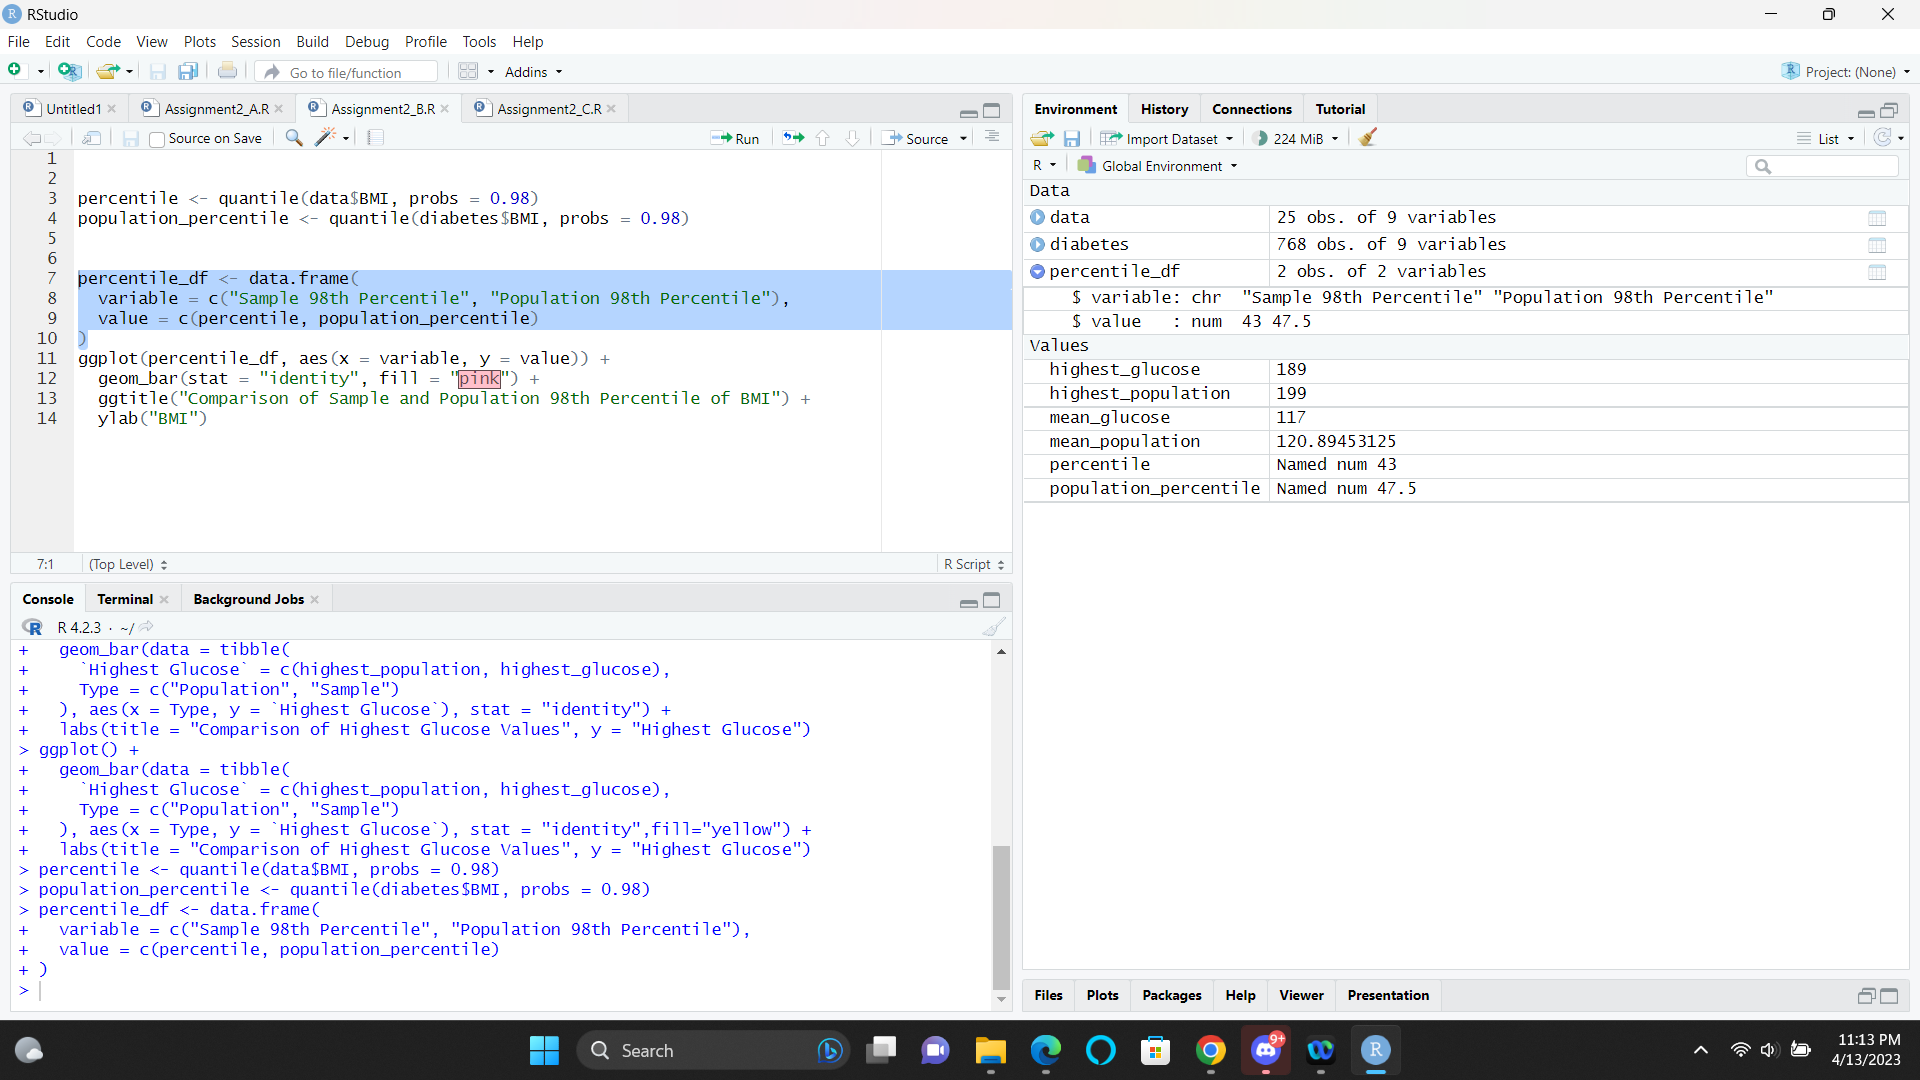 RStudio
File Edit Code View Plots Session Build Debug Profile Tools Help
Go to file/function Addins Project: (None)
Untitled1 Assignment2_A.R Assignment2_B.R Assignment2_C.R
Source on Save Run Source
1
2
3 percentile <- quantile(data$BMI, probs = 0.98)
4 population_percentile <- quantile(diabetes$BMI, probs = 0.98)
5
6
7 percentile_df <- data.frame(
8 variable = c("Sample 98th Percentile", "Population 98th Percentile"),
9 value = c(percentile, population_percentile)
10 )
11 ggplot(percentile_df, aes(x = variable, y = value)) +
12 geom_bar(stat = "identity", fill = "pink") +
13 ggtitle("Comparison of Sample and Population 98th Percentile of BMI") +
14 ylab("BMI")
7:1 (Top Level) R Script
Console Terminal Background Jobs
R 4.2.3 · ~/
+ geom_bar(data = tibble(
+ `Highest Glucose` = c(highest_population, highest_glucose),
+ Type = c("Population", "Sample")
+ ), aes(x = Type, y = `Highest Glucose`), stat = "identity") +
+ labs(title = "Comparison of Highest Glucose Values", y = "Highest Glucose")
> ggplot() +
+ geom_bar(data = tibble(
+ `Highest Glucose` = c(highest_population, highest_glucose),
+ Type = c("Population", "Sample")
+ ), aes(x = Type, y = `Highest Glucose`), stat = "identity",fill="yellow") +
+ labs(title = "Comparison of Highest Glucose Values", y = "Highest Glucose")
> percentile <- quantile(data$BMI, probs = 0.98)
> population_percentile <- quantile(diabetes$BMI, probs = 0.98)
> percentile_df <- data.frame(
+ variable = c("Sample 98th Percentile", "Population 98th Percentile"),
+ value = c(percentile, population_percentile)
+ )
>
Environment History Connections Tutorial
Import Dataset 224 MiB List
R Global Environment
Data
data 25 obs. of 9 variables
diabetes 768 obs. of 9 variables
percentile_df 2 obs. of 2 variables
$ variable: chr "Sample 98th Percentile" "Population 98th Percentile"
$ value : num 43 47.5
Values
highest_glucose 189
highest_population 199
mean_glucose 117
mean_population 120.89453125
percentile Named num 43
population_percentile Named num 47.5
Files Plots Packages Help Viewer Presentation
Search 9+ 11:13 PM
4/13/2023